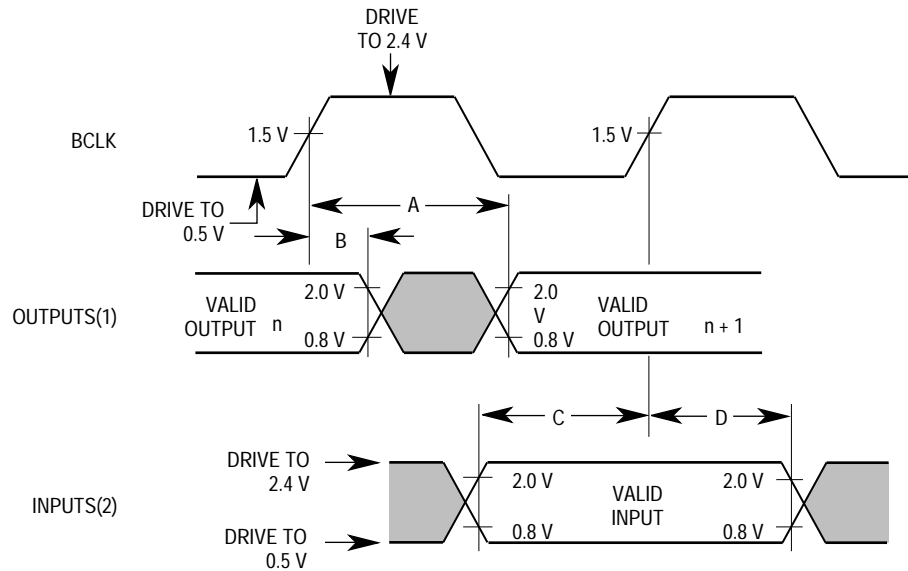 DRIVE
TO 2.4 V
BCLK
1.5 V
1.5 V
DRIVE TO
0.5 V
A
B
OUTPUTS(1)
VALID
OUTPUT n
2.0 V
0.8 V
2.0
V
0.8 V
VALID
OUTPUT n + 1
C
D
INPUTS(2)
DRIVE TO
2.4 V
DRIVE TO
0.5 V
2.0 V
0.8 V
VALID
INPUT
2.0 V
0.8 V